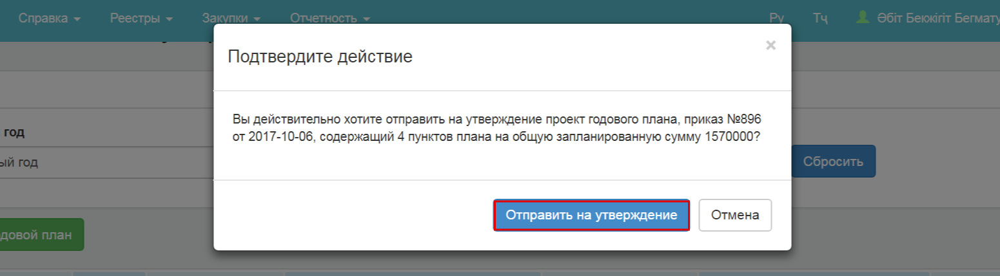 Справка Реестры Закупки Отчетность Ру Тҷ Әбіт Бекжігіт Бегмату
Подтвердите действие ×
год
Вы действительно хотите отправить на утверждение проект годового плана, приказ №896
от 2017-10-06, содержащий 4 пунктов плана на общую запланированную сумму 1570000?
ый год Сбросить
Отправить на утверждение Отмена
довой план